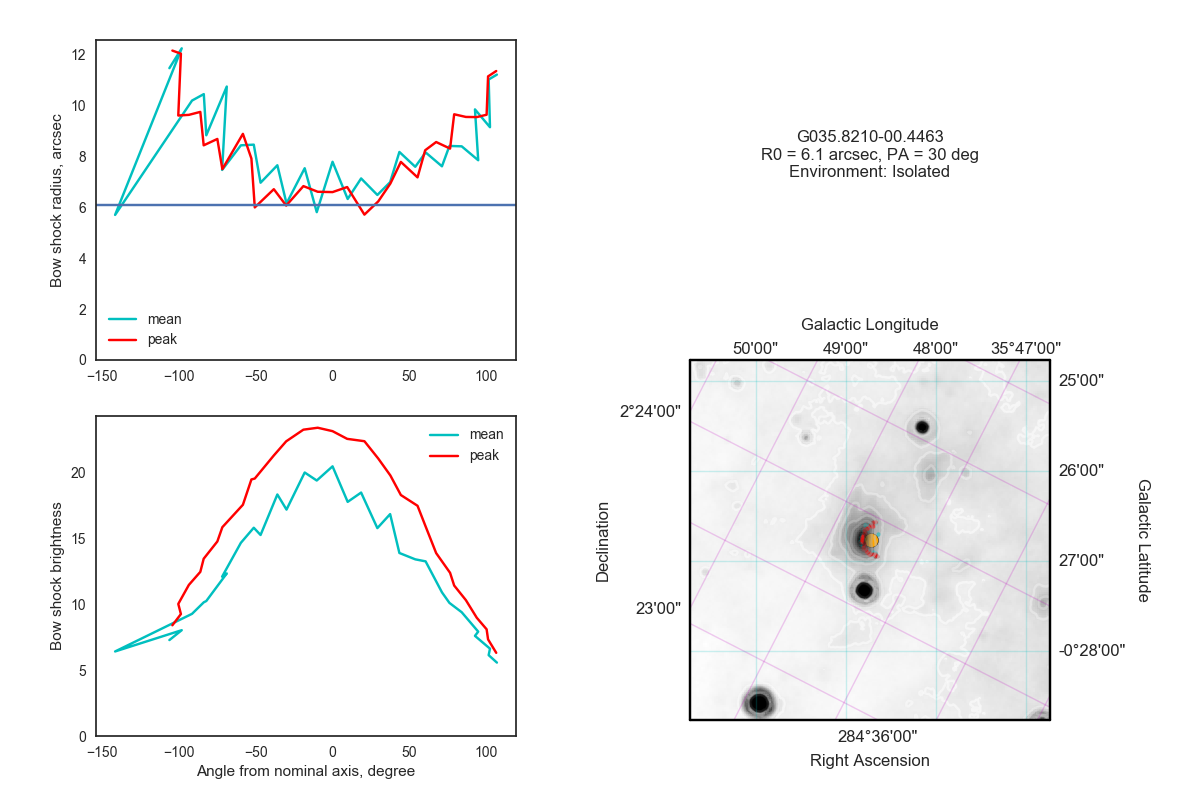 12
10
8
6
4
2
0
Bow shock radius, arcsec
mean
peak
−150 −100 −50 0 50 100
20
15
10
5
0
Bow shock brightness
mean
peak
−150 −100 −50 0 50 100
Angle from nominal axis, degree
G035.8210-00.4463
R0 = 6.1 arcsec, PA = 30 deg
Environment: Isolated
Galactic Longitude
50'00" 49'00" 48'00" 35°47'00"
2°24'00"
23'00"
Declination
25'00"
26'00"
27'00"
-0°28'00"
Galactic Latitude
284°36'00"
Right Ascension